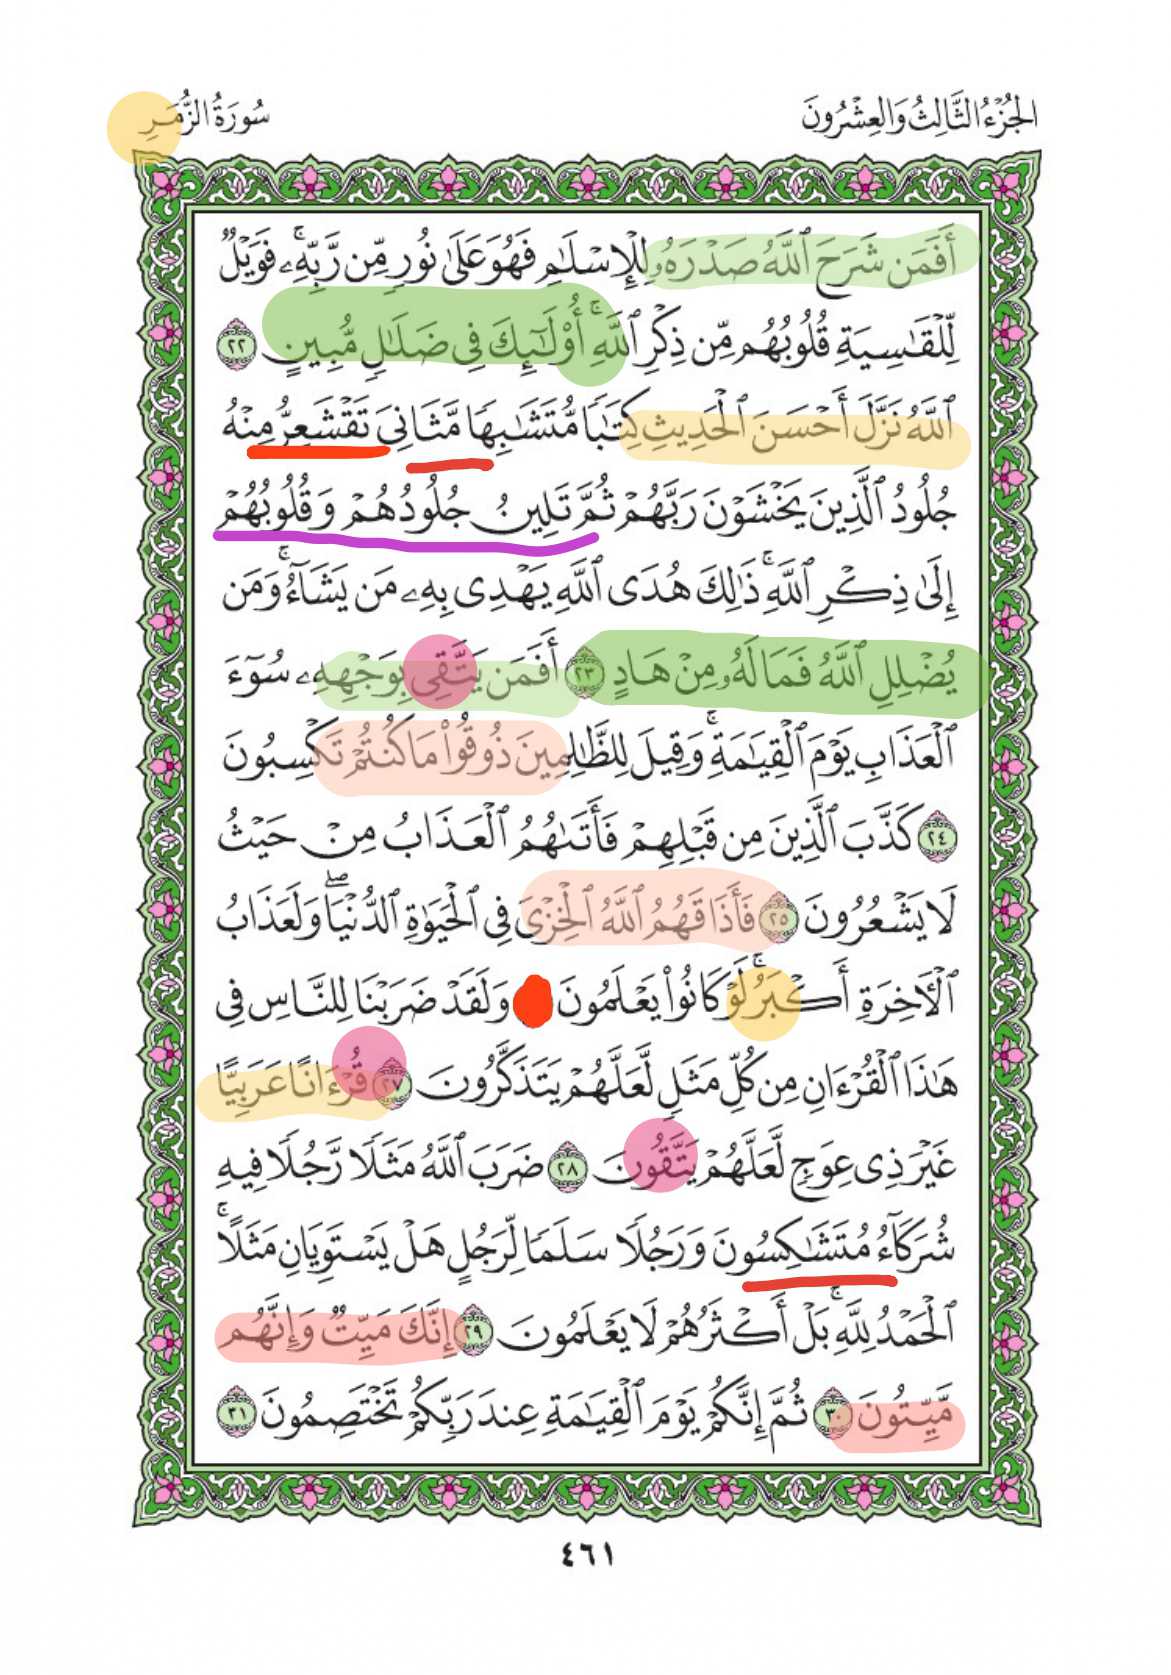 الجُزْءُ الثَّالِثُ وَالعِشْرُونَ
سُورَةُ الزُّمَرِ
أَفَمَن شَرَحَ ٱللَّهُ صَدْرَهُۥ لِلْإِسْلَـٰمِ فَهُوَ عَلَىٰ نُورٍ مِّن رَّبِّهِۦۚ فَوَيْلٌ
لِّلْقَـٰسِيَةِ قُلُوبُهُم مِّن ذِكْرِ ٱللَّهِۚ أُو۟لَـٰٓئِكَ فِى ضَلَـٰلٍ مُّبِينٍ ٢٢
ٱللَّهُ نَزَّلَ أَحْسَنَ ٱلْحَدِيثِ كِتَـٰبًا مُّتَشَـٰبِهًا مَّثَانِىَ تَقْشَعِرُّ مِنْهُ
جُلُودُ ٱلَّذِينَ يَخْشَوْنَ رَبَّهُمْ ثُمَّ تَلِينُ جُلُودُهُمْ وَقُلُوبُهُمْ
إِلَىٰ ذِكْرِ ٱللَّهِۚ ذَٰلِكَ هُدَى ٱللَّهِ يَهْدِى بِهِۦ مَن يَشَآءُۚ وَمَن
يُضْلِلِ ٱللَّهُ فَمَا لَهُۥ مِنْ هَادٍ ٢٣ أَفَمَن يَتَّقِى بِوَجْهِهِۦ سُوٓءَ
ٱلْعَذَابِ يَوْمَ ٱلْقِيَـٰمَةِۚ وَقِيلَ لِلظَّـٰلِمِينَ ذُوقُوا۟ مَا كُنتُمْ تَكْسِبُونَ
٢٤ كَذَّبَ ٱلَّذِينَ مِن قَبْلِهِمْ فَأَتَىٰهُمُ ٱلْعَذَابُ مِنْ حَيْثُ
لَا يَشْعُرُونَ ٢٥ فَأَذَاقَهُمُ ٱللَّهُ ٱلْخِزْىَ فِى ٱلْحَيَوٰةِ ٱلدُّنْيَاۖ وَلَعَذَابُ
ٱلْـَٔاخِرَةِ أَكْبَرُۚ لَوْ كَانُوا۟ يَعْلَمُونَ وَلَقَدْ ضَرَبْنَا لِلنَّاسِ فِى
هَـٰذَا ٱلْقُرْءَانِ مِن كُلِّ مَثَلٍ لَّعَلَّهُمْ يَتَذَكَّرُونَ ٢٧ قُرْءَانًا عَرَبِيًّا
غَيْرَ ذِى عِوَجٍ لَّعَلَّهُمْ يَتَّقُونَ ٢٨ ضَرَبَ ٱللَّهُ مَثَلًا رَّجُلًا فِيهِ
شُرَكَآءُ مُتَشَـٰكِسُونَ وَرَجُلًا سَلَمًا لِّرَجُلٍ هَلْ يَسْتَوِيَانِ مَثَلًاۚ
ٱلْحَمْدُ لِلَّهِۚ بَلْ أَكْثَرُهُمْ لَا يَعْلَمُونَ ٢٩ إِنَّكَ مَيِّتٌ وَإِنَّهُم
مَّيِّتُونَ ٣٠ ثُمَّ إِنَّكُمْ يَوْمَ ٱلْقِيَـٰمَةِ عِندَ رَبِّكُمْ تَخْتَصِمُونَ ٣١
٤٦١